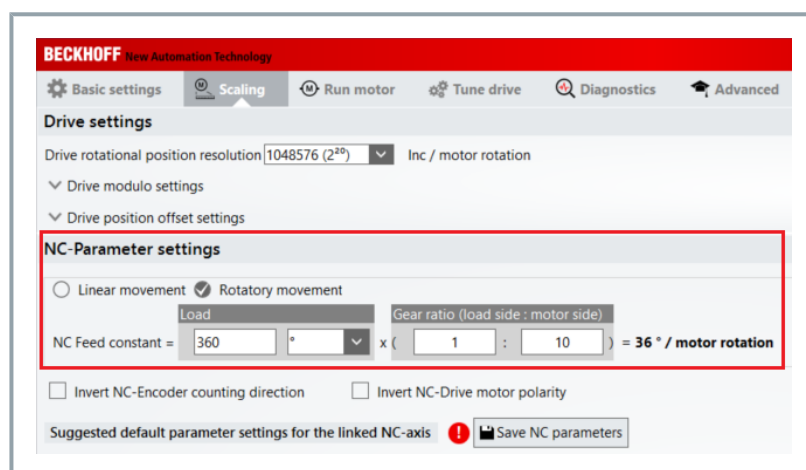 BECKHOFF New Automation Technology
Basic settings Scaling Run motor Tune drive Diagnostics Advanced
Drive settings
Drive rotational position resolution 1048576 (2²⁰) Inc / motor rotation
Drive modulo settings
Drive position offset settings
NC-Parameter settings
Linear movement Rotatory movement
Load Gear ratio (load side : motor side)
NC Feed constant = 360 ° x ( 1 : 10 ) = 36 ° / motor rotation
Invert NC-Encoder counting direction Invert NC-Drive motor polarity
Suggested default parameter settings for the linked NC-axis Save NC parameters